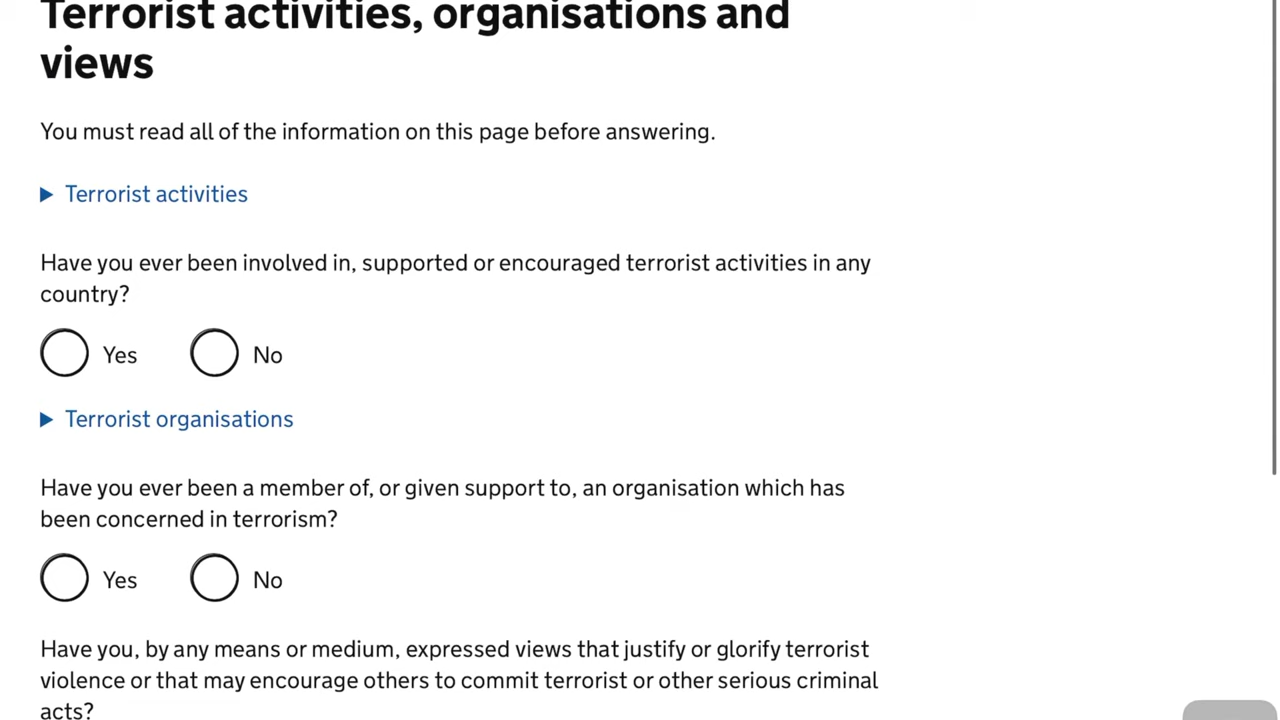 Terrorist activities, organisations and
views
You must read all of the information on this page before answering.
Terrorist activities
Have you ever been involved in, supported or encouraged terrorist activities in any
country?
Yes No
Terrorist organisations
Have you ever been a member of, or given support to, an organisation which has
been concerned in terrorism?
Yes No
Have you, by any means or medium, expressed views that justify or glorify terrorist
violence or that may encourage others to commit terrorist or other serious criminal
acts?